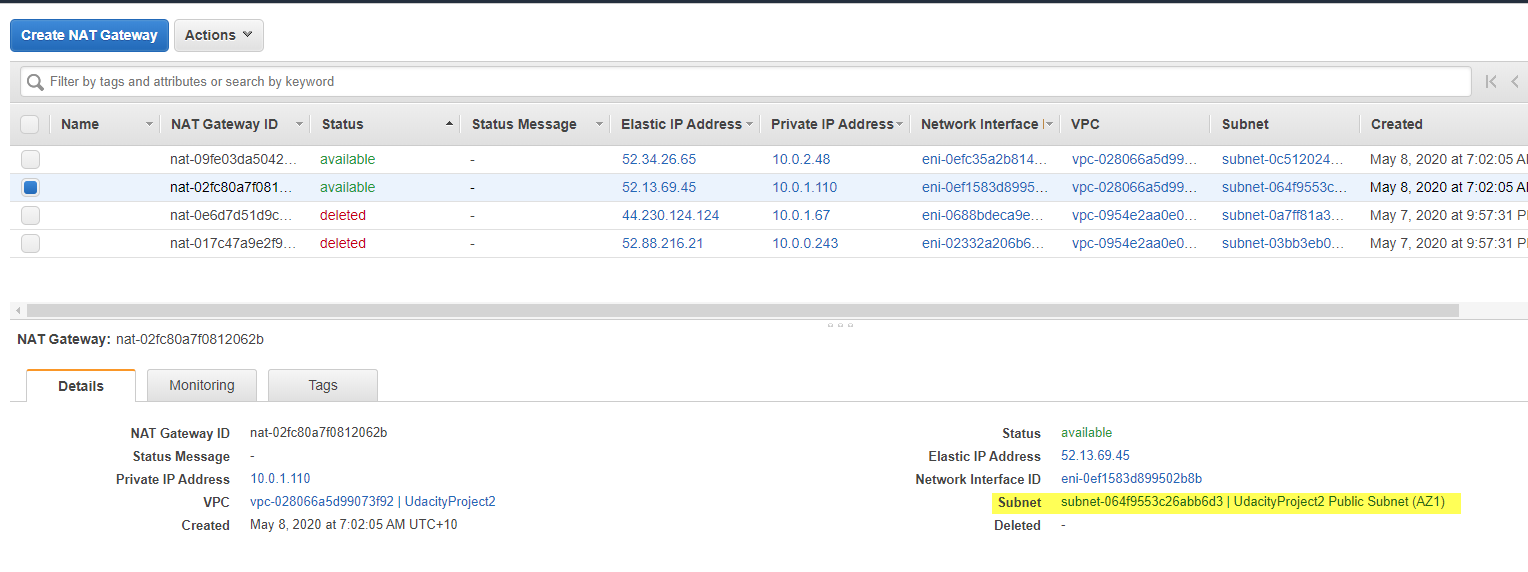 Create NAT Gateway Actions
Filter by tags and attributes or search by keyword
Name NAT Gateway ID Status Status Message Elastic IP Address Private IP Address Network Interface VPC Subnet Created
nat-09fe03da5042... available - 52.34.26.65 10.0.2.48 eni-0efc35a2b814... vpc-028066a5d99... subnet-0c512024... May 8, 2020 at 7:02:05 A
nat-02fc80a7f081... available - 52.13.69.45 10.0.1.110 eni-0ef1583d8995... vpc-028066a5d99... subnet-064f9553c... May 8, 2020 at 7:02:05 A
nat-0e6d7d51d9c... deleted - 44.230.124.124 10.0.1.67 eni-0688bdeca9e... vpc-0954e2aa0e0... subnet-0a7ff81a3... May 7, 2020 at 9:57:31 P
nat-017c47a9e2f9... deleted - 52.88.216.21 10.0.0.243 eni-02332a206b6... vpc-0954e2aa0e0... subnet-03bb3eb0... May 7, 2020 at 9:57:31 P
NAT Gateway: nat-02fc80a7f0812062b
Details Monitoring Tags
NAT Gateway ID nat-02fc80a7f0812062b Status available
Status Message - Elastic IP Address 52.13.69.45
Private IP Address 10.0.1.110 Network Interface ID eni-0ef1583d899502b8b
VPC vpc-028066a5d99073f92 | UdacityProject2 Subnet subnet-064f9553c26abb6d3 | UdacityProject2 Public Subnet (AZ1)
Created May 8, 2020 at 7:02:05 AM UTC+10 Deleted -